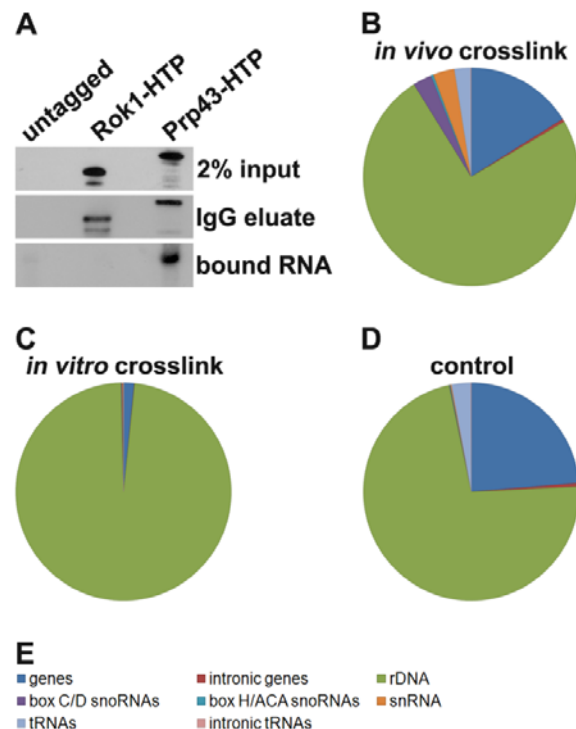 A
untagged
Rok1-HTP
Prp43-HTP
2% input
IgG eluate
bound RNA
B
in vivo crosslink
C
in vitro crosslink
D
control
E
genes
intronic genes
rDNA
box C/D snoRNAs
box H/ACA snoRNAs
snRNA
tRNAs
intronic tRNAs